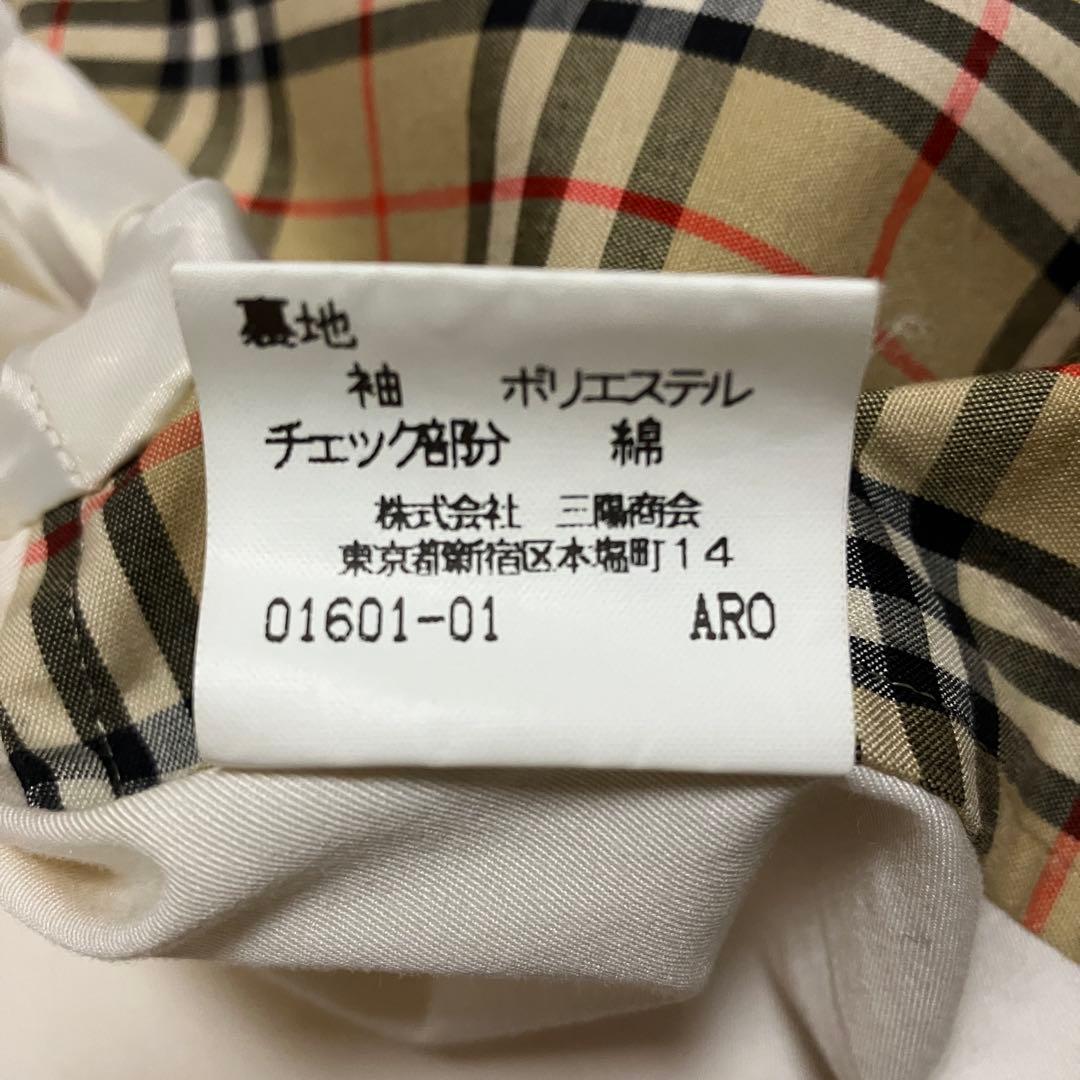 裏地
袖 ポリエステル
チェック部分 綿
株式会社 三陽商会
東京都新宿区本塩町14
01601-01 ARO